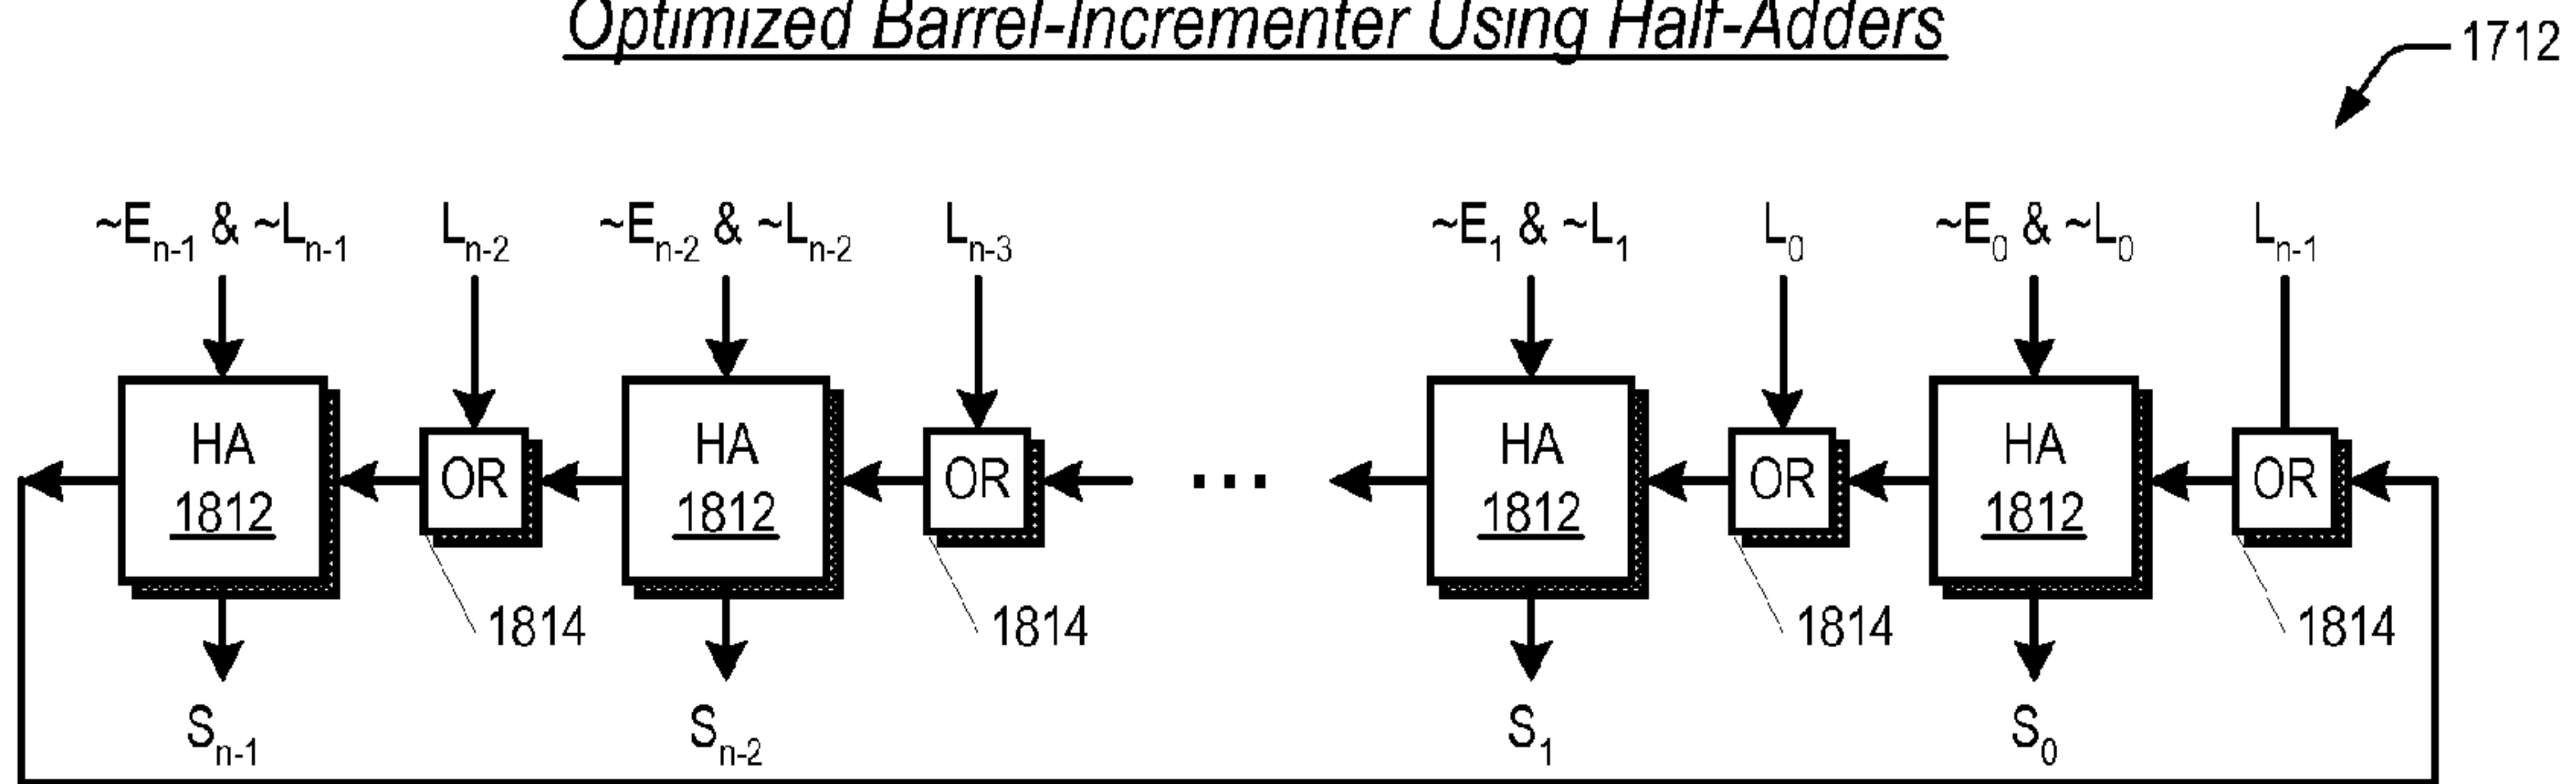 Optimized Barrel-Incrementer Using Half-Adders
1712
~Eₙ₋₁ & ~Lₙ₋₁ Lₙ₋₂ ~Eₙ₋₂ & ~Lₙ₋₂ Lₙ₋₃ ~E₁ & ~L₁ L₀ ~E₀ & ~L₀ Lₙ₋₁
HA OR HA OR ... HA OR HA OR
1812 1812 1812 1812
1814 1814 1814 1814
Sₙ₋₁ Sₙ₋₂ S₁ S₀